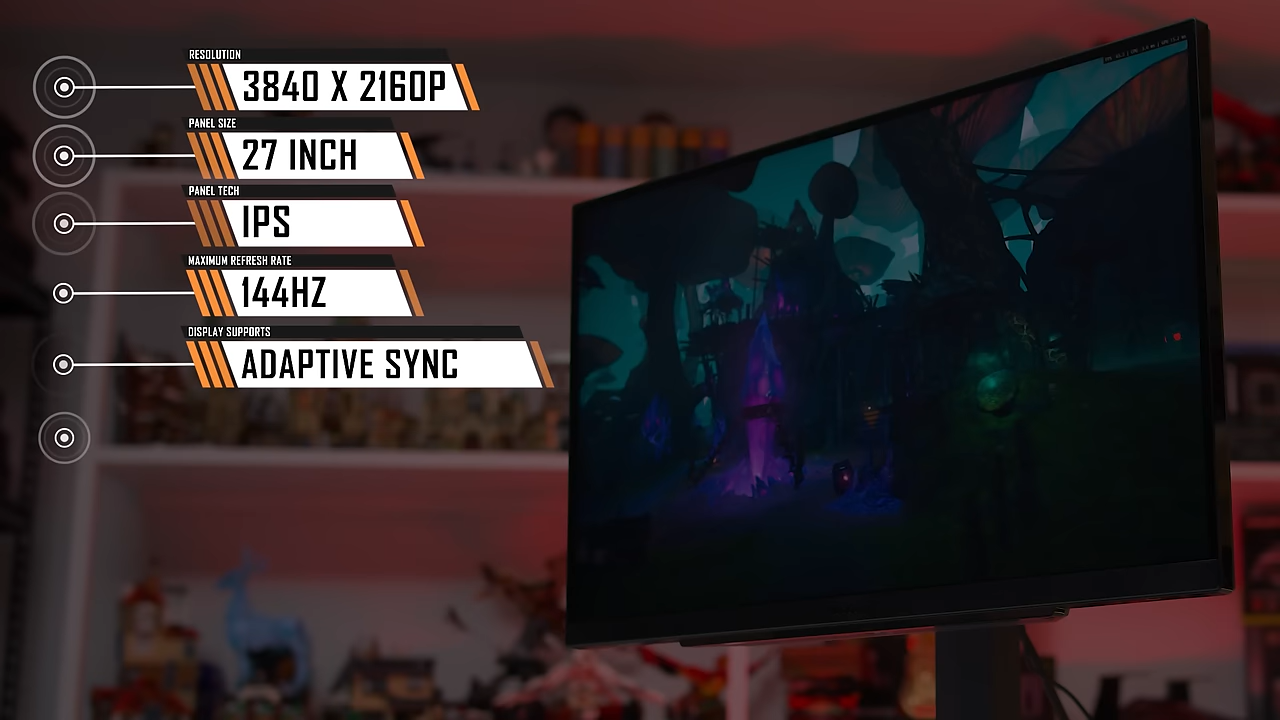 RESOLUTION
3840 X 2160P
PANEL SIZE
27 INCH
PANEL TECH
IPS
MAXIMUM REFRESH RATE
144HZ
DISPLAY SUPPORTS
ADAPTIVE SYNC